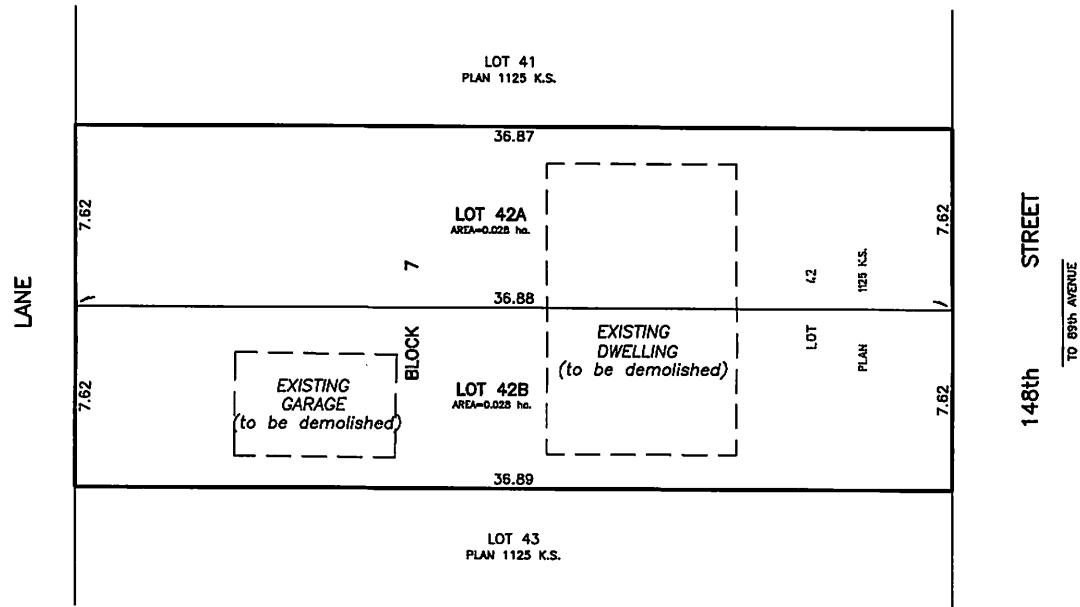 LOT 41
PLAN 1125 K.S.
36.87
7.62
LOT 42A
AREA=0.028 ha.
7.62
LANE
BLOCK 7
36.88
LOT 42
PLAN 1125 K.S.
148th STREET
TO 89th AVENUE
EXISTING
DWELLING
(to be demolished)
EXISTING
GARAGE
(to be demolished)
7.62
LOT 42B
AREA=0.028 ha.
7.62
36.89
LOT 43
PLAN 1125 K.S.